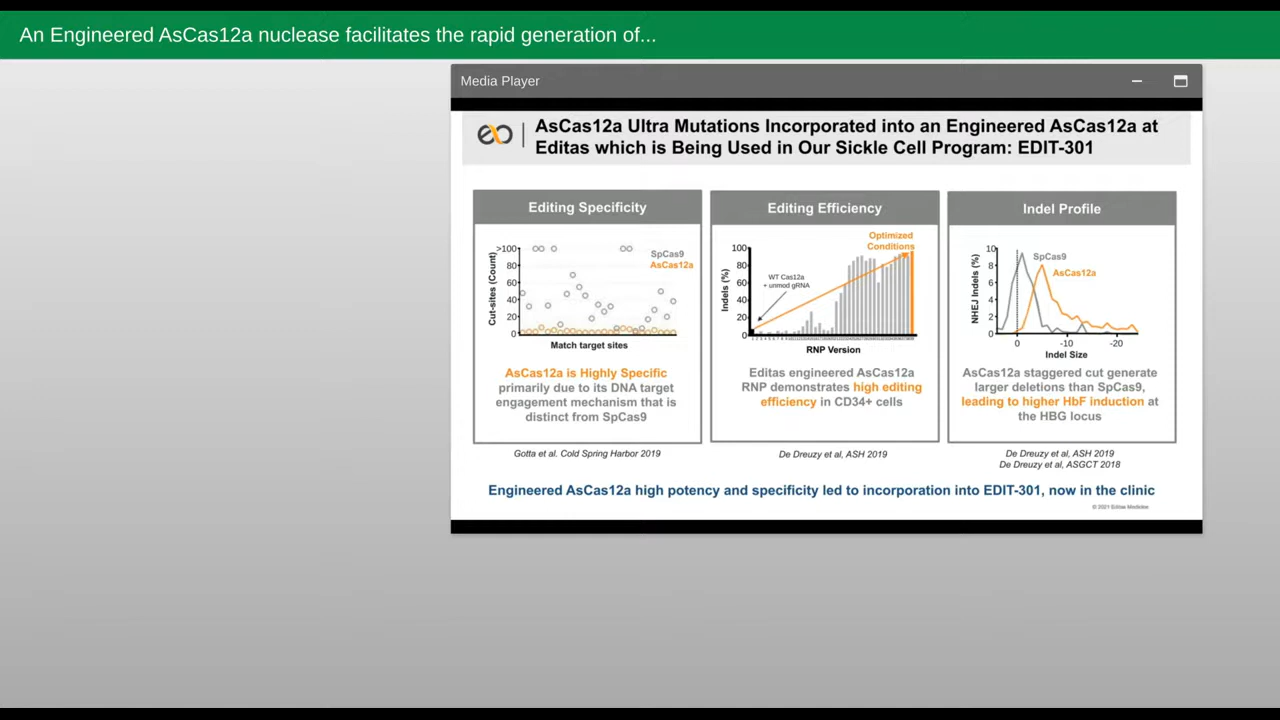 An Engineered AsCas12a nuclease facilitates the rapid generation of...
Media Player
AsCas12a Ultra Mutations Incorporated into an Engineered AsCas12a at
Editas which is Being Used in Our Sickle Cell Program: EDIT-301
Editing Specificity
>100
80
60
40
20
0
Cut-sites (Count)
SpCas9
AsCas12a
Match target sites
AsCas12a is Highly Specific
primarily due to its DNA target
engagement mechanism that is
distinct from SpCas9
Gotta et al. Cold Spring Harbor 2019
Editing Efficiency
Optimized
Conditions
100
80
60
40
20
0
Indels (%)
WT Cas12a
+ unmod gRNA
RNP Version
Editas engineered AsCas12a
RNP demonstrates high editing
efficiency in CD34+ cells
De Dreuzy et al, ASH 2019
Indel Profile
10
8
6
4
2
0
NHEJ Indels (%)
SpCas9
AsCas12a
0
-10
-20
Indel Size
AsCas12a staggered cut generate
larger deletions than SpCas9,
leading to higher HbF induction at
the HBG locus
De Dreuzy et al, ASH 2019
De Dreuzy et al, ASGCT 2018
Engineered AsCas12a high potency and specificity led to incorporation into EDIT-301, now in the clinic
© 2021 Editas Medicine